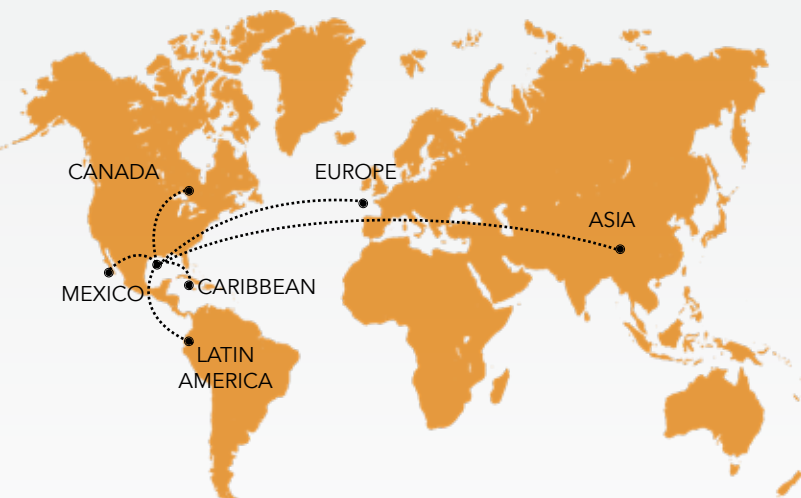 CANADA
EUROPE
ASIA
MEXICO
CARIBBEAN
LATIN
AMERICA